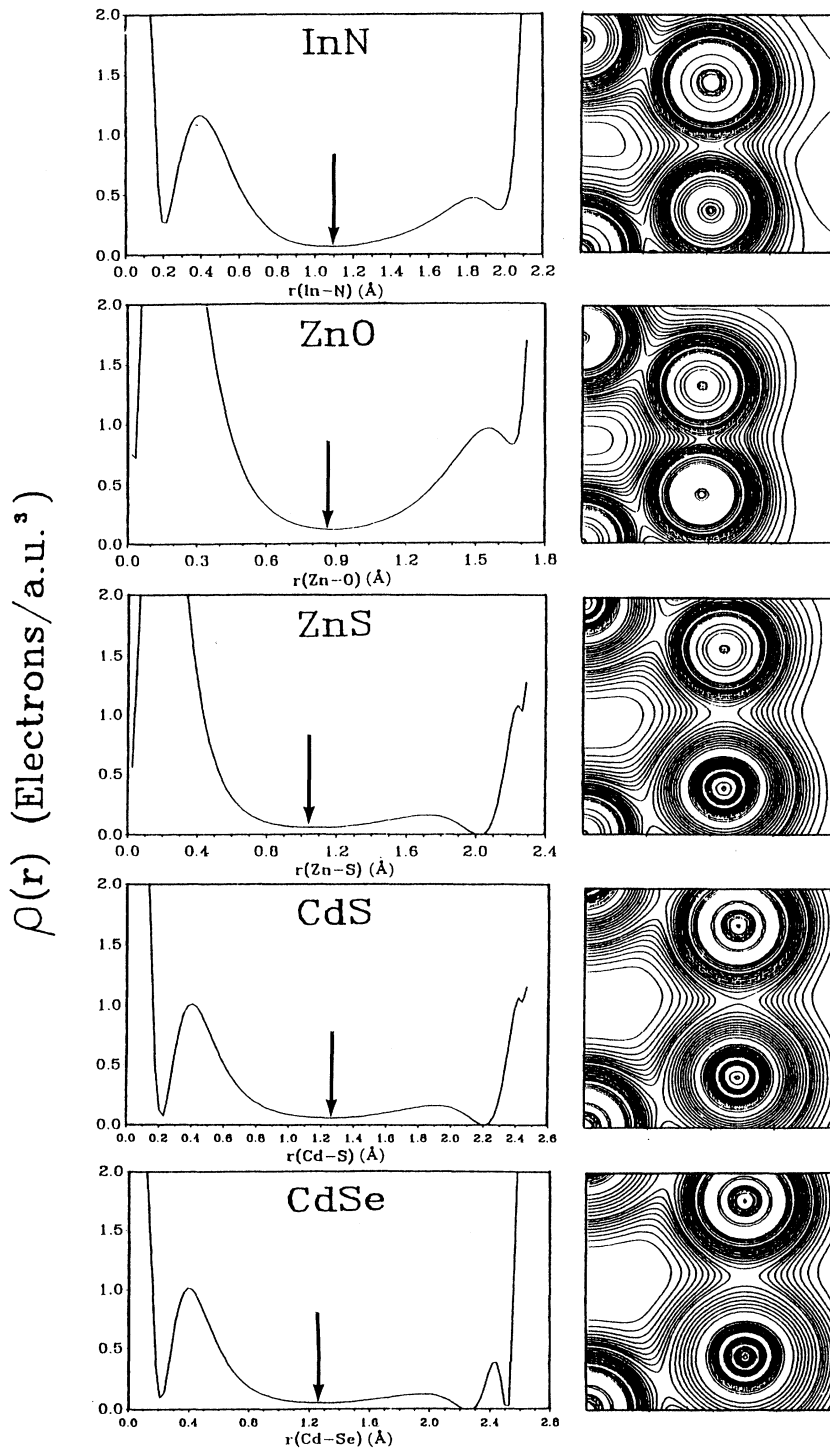 ρ(r) (Electrons/a.u.³)
InN
2.0
1.5
1.0
0.5
0.0
0.0 0.2 0.4 0.6 0.8 1.0 1.2 1.4 1.6 1.8 2.0 2.2
r(In-N) (Å)
ZnO
2.0
1.5
1.0
0.5
0.0
0.0 0.3 0.6 0.9 1.2 1.5 1.8
r(Zn-O) (Å)
ZnS
2.0
1.5
1.0
0.5
0.0
0.0 0.4 0.8 1.2 1.6 2.0 2.4
r(Zn-S) (Å)
CdS
2.0
1.5
1.0
0.5
0.0
0.0 0.2 0.4 0.6 0.8 1.0 1.2 1.4 1.6 1.8 2.0 2.2 2.4 2.6
r(Cd-S) (Å)
CdSe
2.0
1.5
1.0
0.5
0.0
0.0 0.4 0.8 1.2 1.6 2.0 2.4 2.8
r(Cd-Se) (Å)